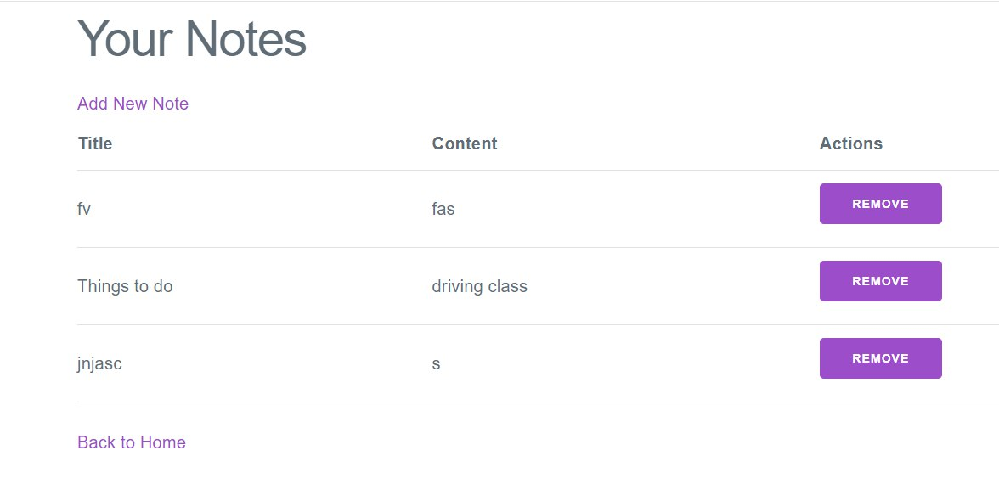 Your Notes
Add New Note
Title Content Actions
fv fas REMOVE
Things to do driving class REMOVE
jnjasc s REMOVE
Back to Home